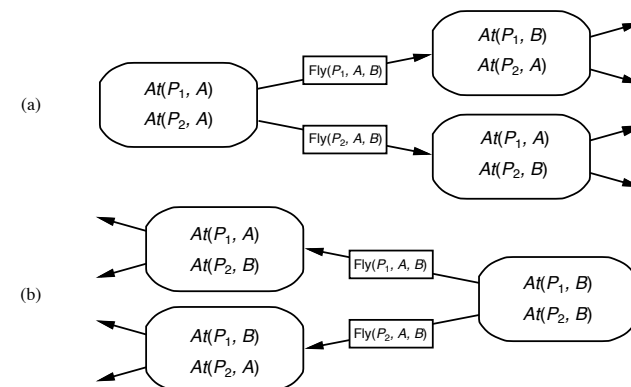 (a)
At(P₁, A)
At(P₂, A)
Fly(P₁, A, B)
Fly(P₂, A, B)
At(P₁, B)
At(P₂, A)
At(P₁, A)
At(P₂, B)
(b)
At(P₁, A)
At(P₂, B)
At(P₁, B)
At(P₂, A)
Fly(P₁, A, B)
Fly(P₂, A, B)
At(P₁, B)
At(P₂, B)